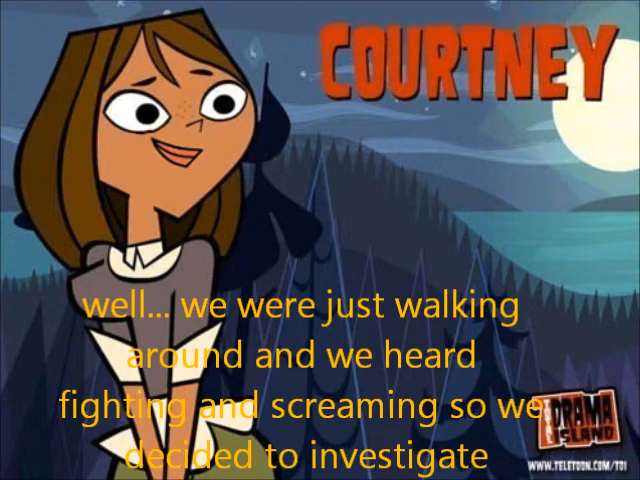 COURTNEY
well... we were just walking
around and we heard
fighting and screaming so we
decided to investigate
TOTAL
DRAMA
ISLAND
WWW.TELETOON.COM/TDI